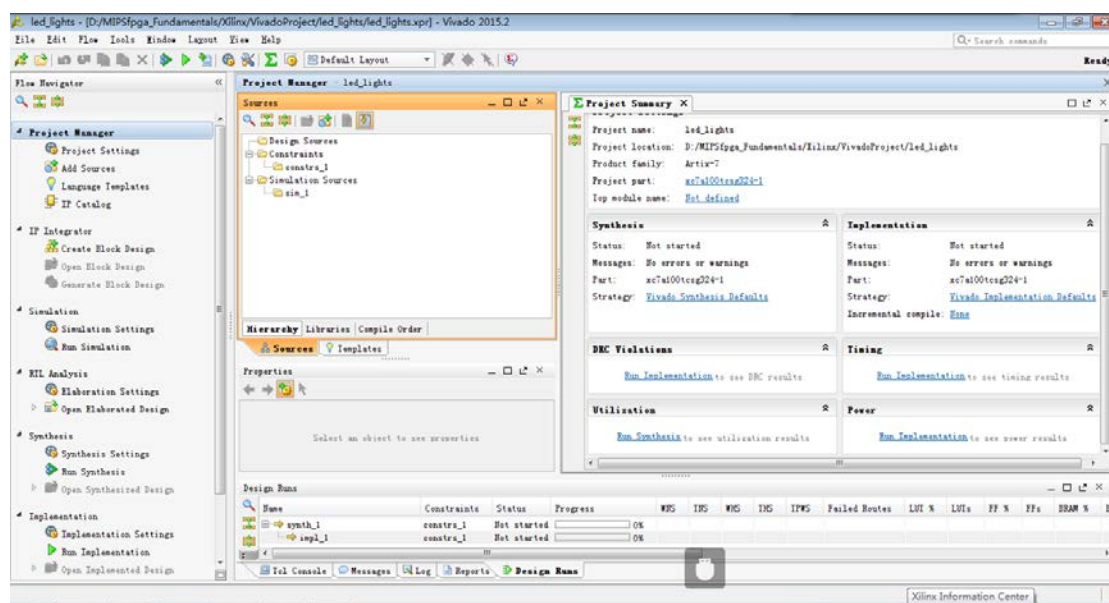 led_lights - [D:/MIPSfpga_Fundamentals/Xilinx/VivadoProject/led_lights/led_lights.xpr] - Vivado 2015.2
File Edit Flow Tools Window Layout View Help
Search commands
Default Layout
Ready
Flow Navigator
Project Manager
Project Settings
Add Sources
Language Templates
IP Catalog
IP Integrator
Create Block Design
Open Block Design
Generate Block Design
Simulation
Simulation Settings
Run Simulation
RTL Analysis
Elaboration Settings
Open Elaborated Design
Synthesis
Synthesis Settings
Run Synthesis
Open Synthesized Design
Implementation
Implementation Settings
Run Implementation
Open Implemented Design
Project Manager - led_lights
Sources
Design Sources
Constraints
constrs_1
Simulation Sources
sim_1
Hierarchy Libraries Compile Order
Sources Templates
Properties
Select an object to see properties
Project Summary
Project name: led_lights
Project location: D:/MIPSfpga_Fundamentals/Xilinx/VivadoProject/led_lights
Product family: Artix-7
Project part: xc7a100tcsg324-1
Top module name: Not defined
Synthesis
Status: Not started
Messages: No errors or warnings
Part: xc7a100tcsg324-1
Strategy: Vivado Synthesis Defaults
Implementation
Status: Not started
Messages: No errors or warnings
Part: xc7a100tcsg324-1
Strategy: Vivado Implementation Defaults
Incremental compile: None
DRC Violations
Run Implementation to see DRC results
Timing
Run Implementation to see timing results
Utilization
Run Synthesis to see utilization results
Power
Run Implementation to see power results
Design Runs
Name Constraints Status Progress WNS TNS WHS THS TPWS Failed Routes LUT % LUTs FF % FFs BRAM %
synth_1 constrs_1 Not started 0%
impl_1 constrs_1 Not started 0%
Tcl Console Messages Log Reports Design Runs
Xilinx Information Center